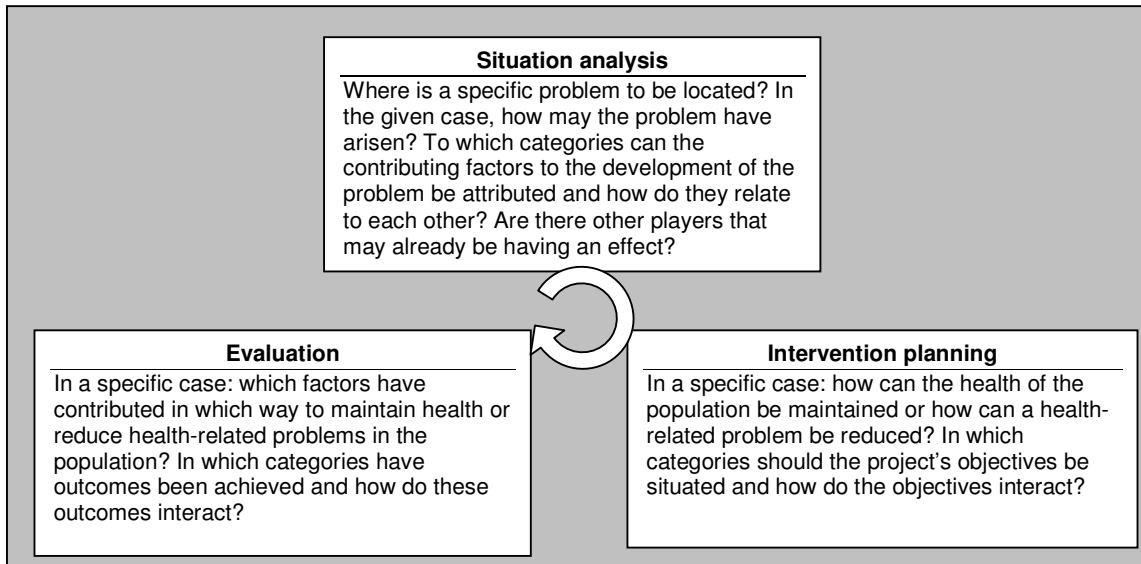 Situation analysis
Where is a specific problem to be located? In
the given case, how may the problem have
arisen? To which categories can the
contributing factors to the development of the
problem be attributed and how do they relate
to each other? Are there other players that
may already be having an effect?
Evaluation
In a specific case: which factors have
contributed in which way to maintain health or
reduce health-related problems in the
population? In which categories have
outcomes been achieved and how do these
outcomes interact?
Intervention planning
In a specific case: how can the health of the
population be maintained or how can a health-
related problem be reduced? In which
categories should the project's objectives be
situated and how do the objectives interact?